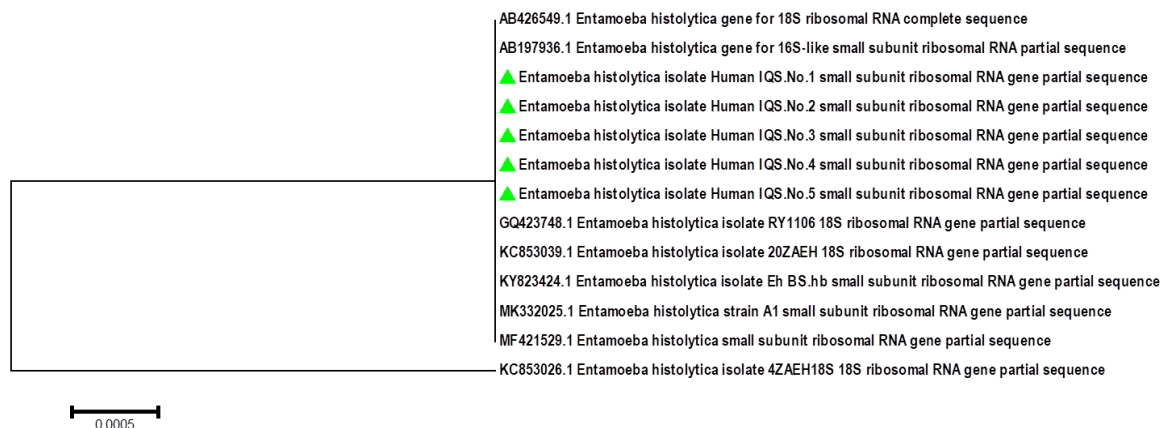 AB426549.1 Entamoeba histolytica gene for 18S ribosomal RNA complete sequence
AB197936.1 Entamoeba histolytica gene for 16S-like small subunit ribosomal RNA partial sequence
Entamoeba histolytica isolate Human IQS.No.1 small subunit ribosomal RNA gene partial sequence
Entamoeba histolytica isolate Human IQS.No.2 small subunit ribosomal RNA gene partial sequence
Entamoeba histolytica isolate Human IQS.No.3 small subunit ribosomal RNA gene partial sequence
Entamoeba histolytica isolate Human IQS.No.4 small subunit ribosomal RNA gene partial sequence
Entamoeba histolytica isolate Human IQS.No.5 small subunit ribosomal RNA gene partial sequence
GQ423748.1 Entamoeba histolytica isolate RY1106 18S ribosomal RNA gene partial sequence
KC853039.1 Entamoeba histolytica isolate 20ZAEH 18S ribosomal RNA gene partial sequence
KY823424.1 Entamoeba histolytica isolate Eh BS.hb small subunit ribosomal RNA gene partial sequence
MK332025.1 Entamoeba histolytica strain A1 small subunit ribosomal RNA gene partial sequence
MF421529.1 Entamoeba histolytica small subunit ribosomal RNA gene partial sequence
KC853026.1 Entamoeba histolytica isolate 4ZAEH18S 18S ribosomal RNA gene partial sequence
0.0005